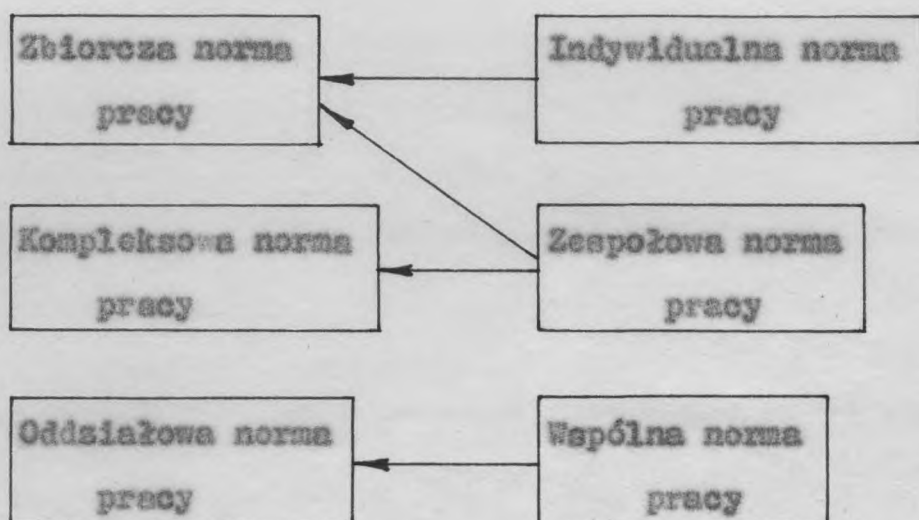 Zbiorcza norma
pracy
Indywidualna norma
pracy
Kompleksowa norma
pracy
Zespołowa norma
pracy
Oddziałowa norma
pracy
Wspólna norma
pracy